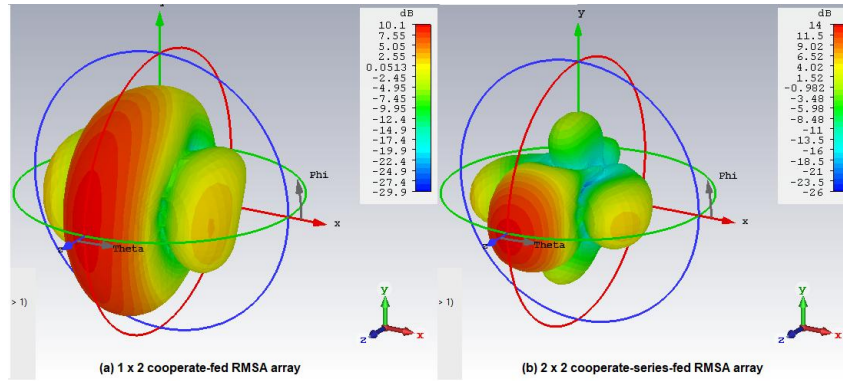 dB
10.1
7.55
5.05
2.55
0.0513
-2.45
-4.95
-7.45
-9.95
-12.4
-14.9
-17.4
-19.9
-22.4
-24.9
-27.4
-29.9
Phi
x
z
Theta
> 1)
y
z
x
(a) 1 x 2 cooperate-fed RMSA array
dB
14
11.5
9.02
6.52
4.02
1.52
-0.982
-3.48
-5.98
-8.48
-11
-13.5
-16
-18.5
-21
-23.5
-26
y
Phi
x
z
Theta
> 1)
y
z
x
(b) 2 x 2 cooperate-series-fed RMSA array